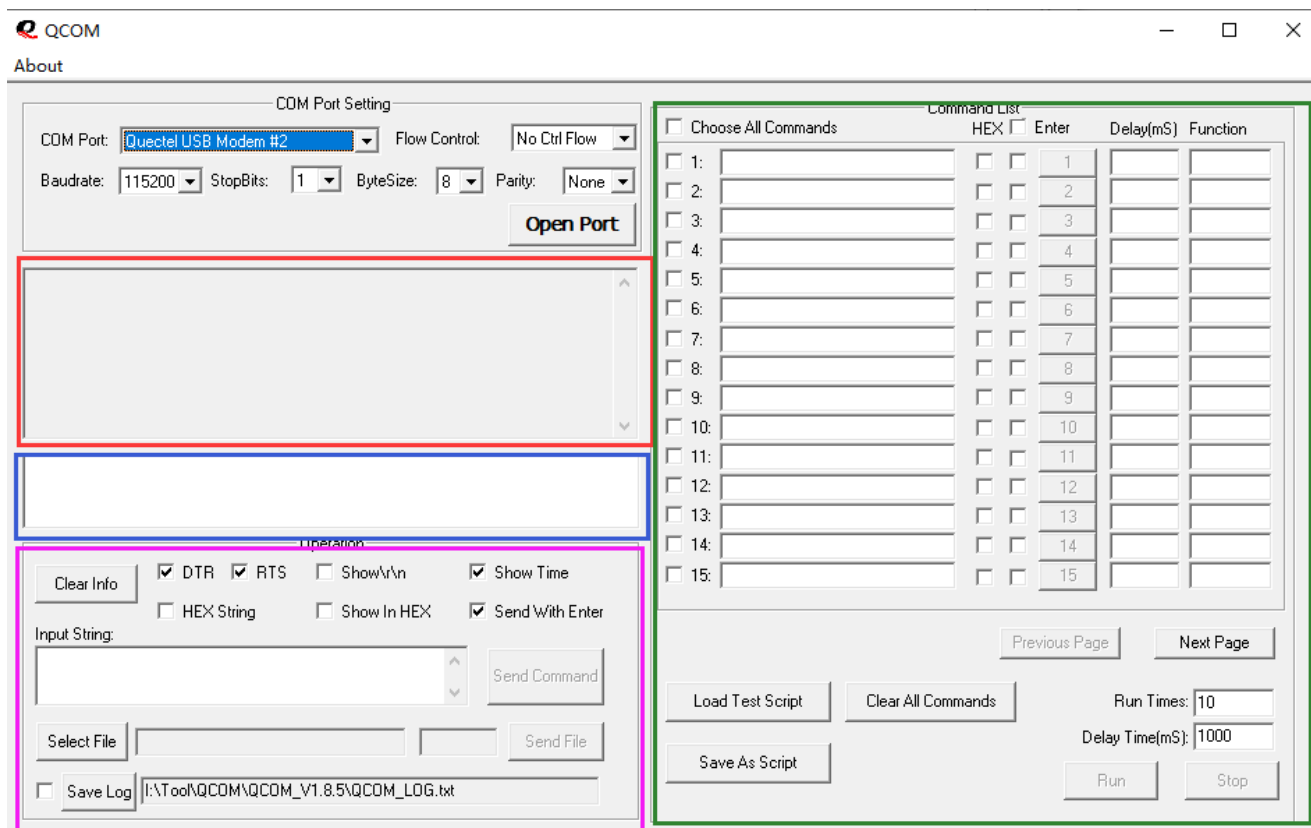 QCOM
About
COM Port Setting
COM Port: Quectel USB Modem #2 Flow Control: No Ctrl Flow
Baudrate: 115200 StopBits: 1 ByteSize: 8 Parity: None
Open Port
Operation
Clear Info DTR RTS Show\r\n Show Time
HEX String Show In HEX Send With Enter
Input String:
Send Command
Select File Send File
Save Log I:\Tool\QCOM\QCOM_V1.8.5\QCOM_LOG.txt
Command List
Choose All Commands HEX Enter Delay(mS) Function
1: 1
2: 2
3: 3
4: 4
5: 5
6: 6
7: 7
8: 8
9: 9
10: 10
11: 11
12: 12
13: 13
14: 14
15: 15
Previous Page Next Page
Load Test Script Clear All Commands Run Times: 10
Delay Time(mS): 1000
Save As Script
Run Stop